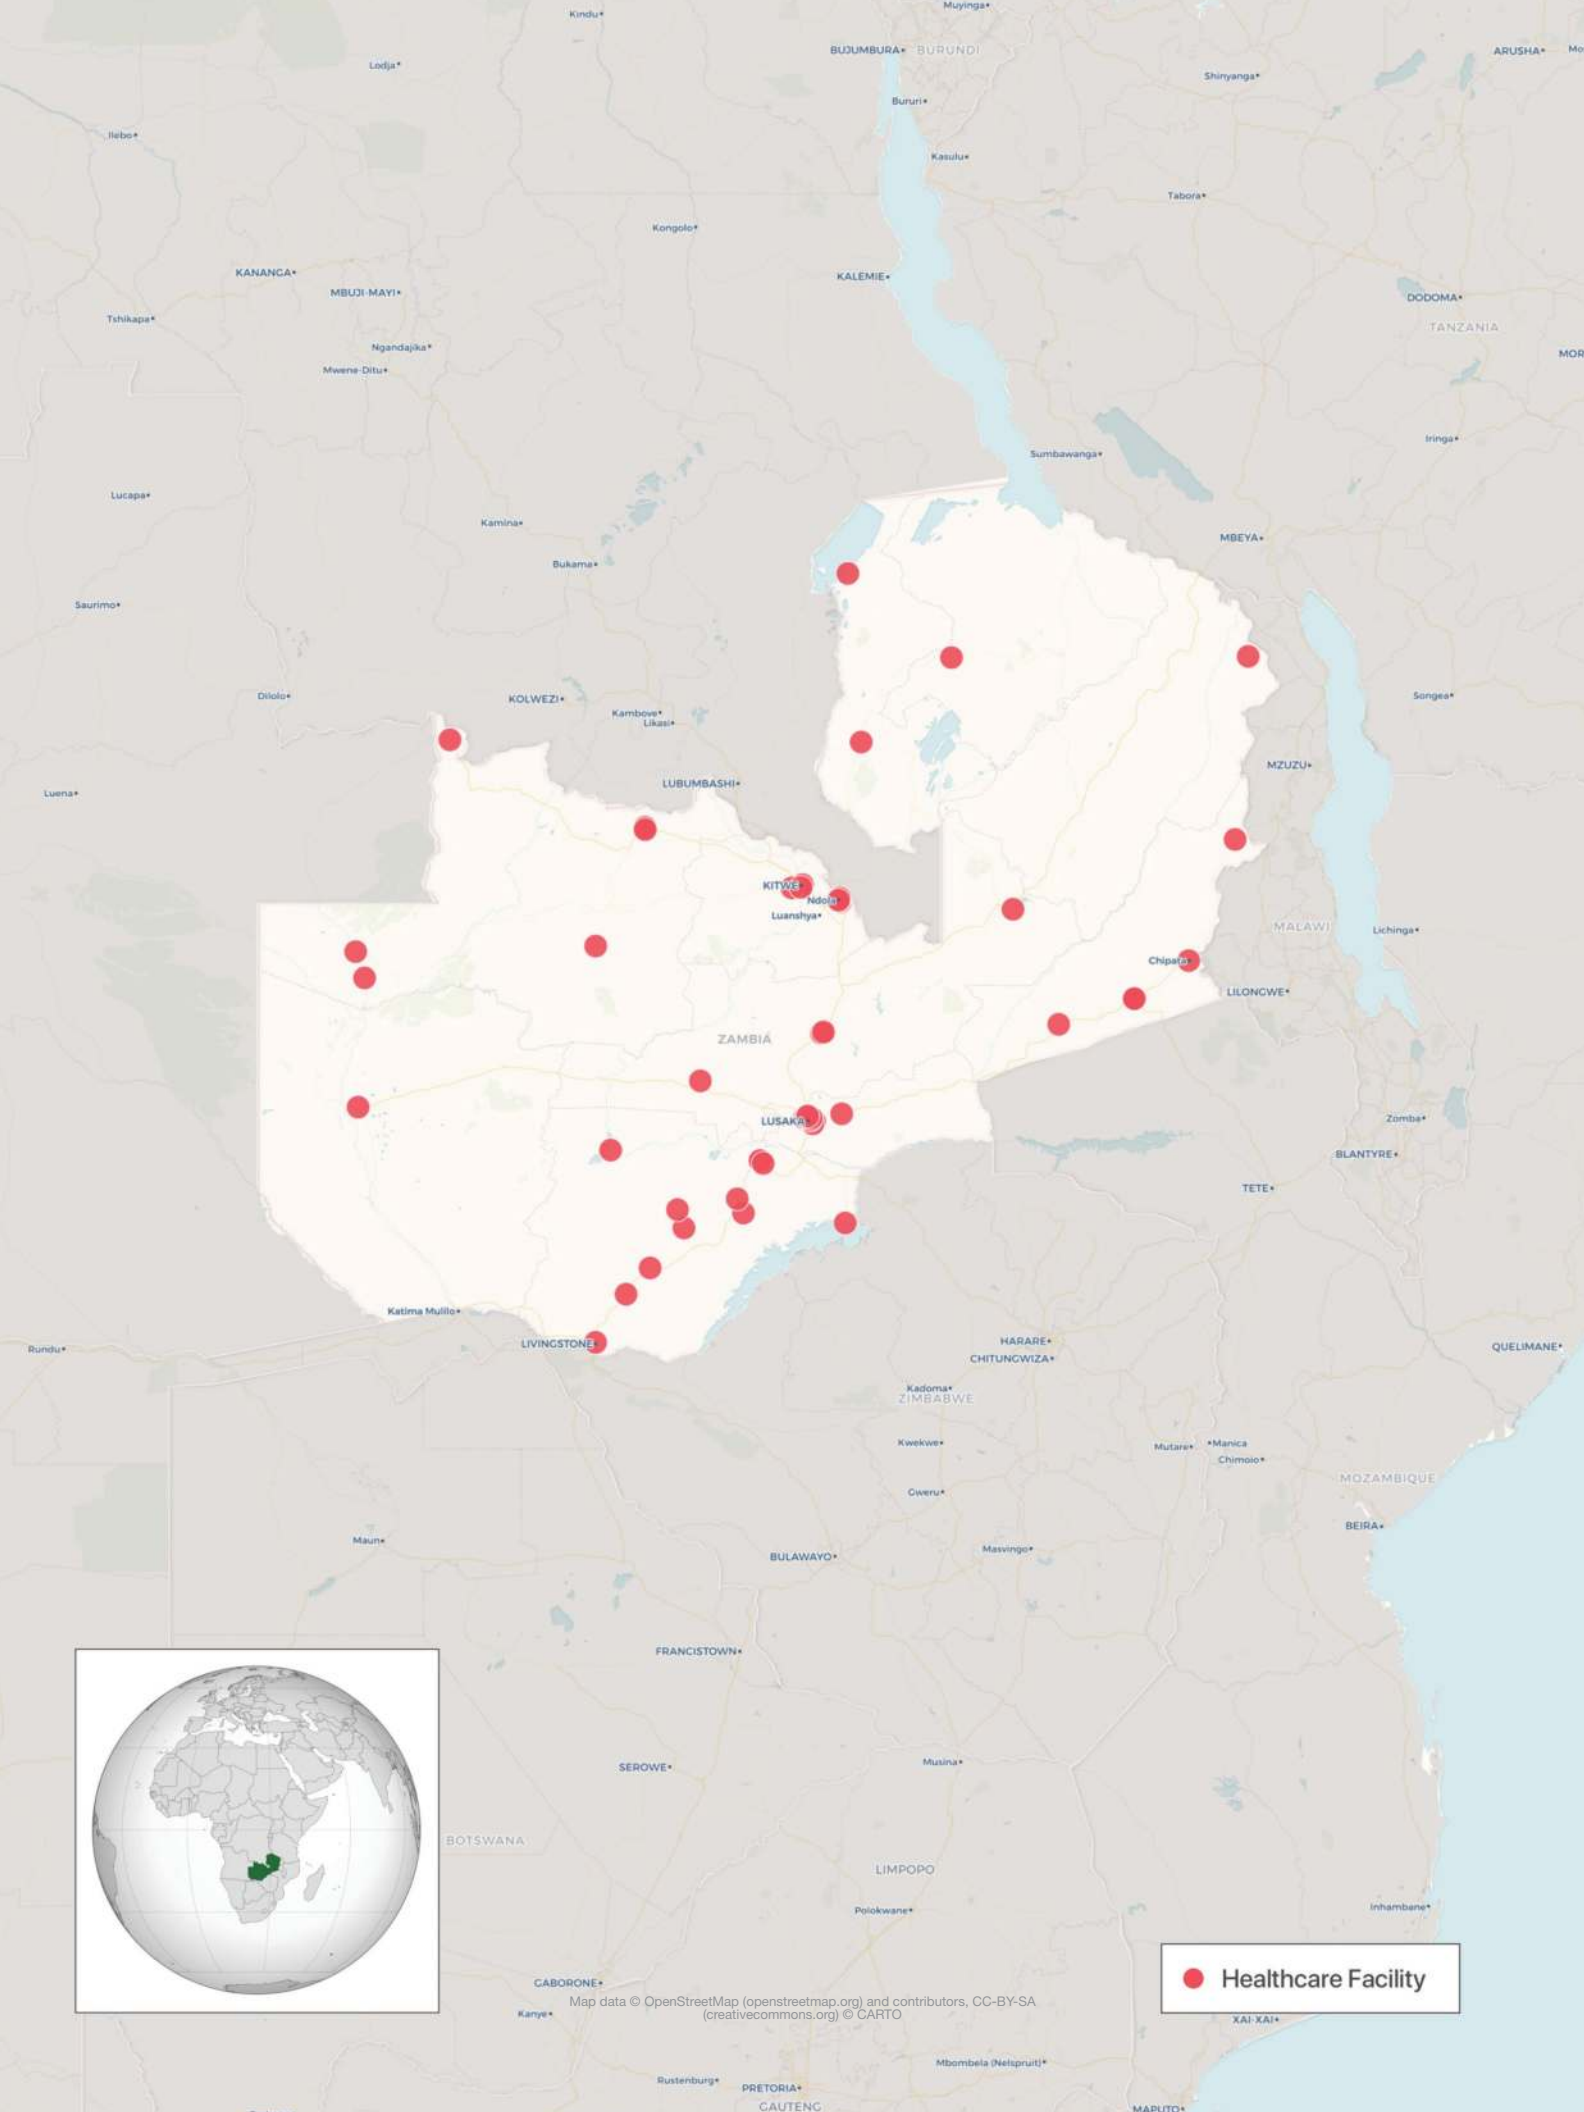 Kindu
Muyinga
BUJUMBURA
BURUNDI
ARUSHA
Mo
Lodja
Shinyanga
Bururi
Ilebo
Kasulu
Tabora
Kongolo
KANANGA
KALEMIE
MBUJI-MAYI
DODOMA
Tshikapa
TANZANIA
Ngandajika
MOR
Mwene-Ditu
Iringa
Sumbawanga
Lucapa
Kamina
MBEYA
Bukama
Saurimo
Dilolo
KOLWEZI
Songea
Kambove
Likasi
MZUZU
LUBUMBASHI
Luena
KITWE
Ndola
Luanshya
MALAWI
Lichinga
Chipata
LILONGWE
ZAMBIA
LUSAKA
Zomba
BLANTYRE
TETE
Katima Mulilo
LIVINGSTONE
HARARE
Rundu
QUELIMANE
CHITUNGWIZA
Kadoma
ZIMBABWE
Kwekwe
Mutare
Manica
Chimoio
MOZAMBIQUE
Gweru
BEIRA
Maun
Masvingo
BULAWAYO
FRANCISTOWN
Musina
SEROWE
BOTSWANA
LIMPOPO
Polokwane
Inhambane
Healthcare Facility
GABORONE
Map data © OpenStreetMap (openstreetmap.org) and contributors, CC-BY-SA
(creativecommons.org) © CARTO
Kanye
XAI-XAI
Mbombela (Nelspruit)
Rustenburg
PRETORIA
GAUTENG
MAPUTO